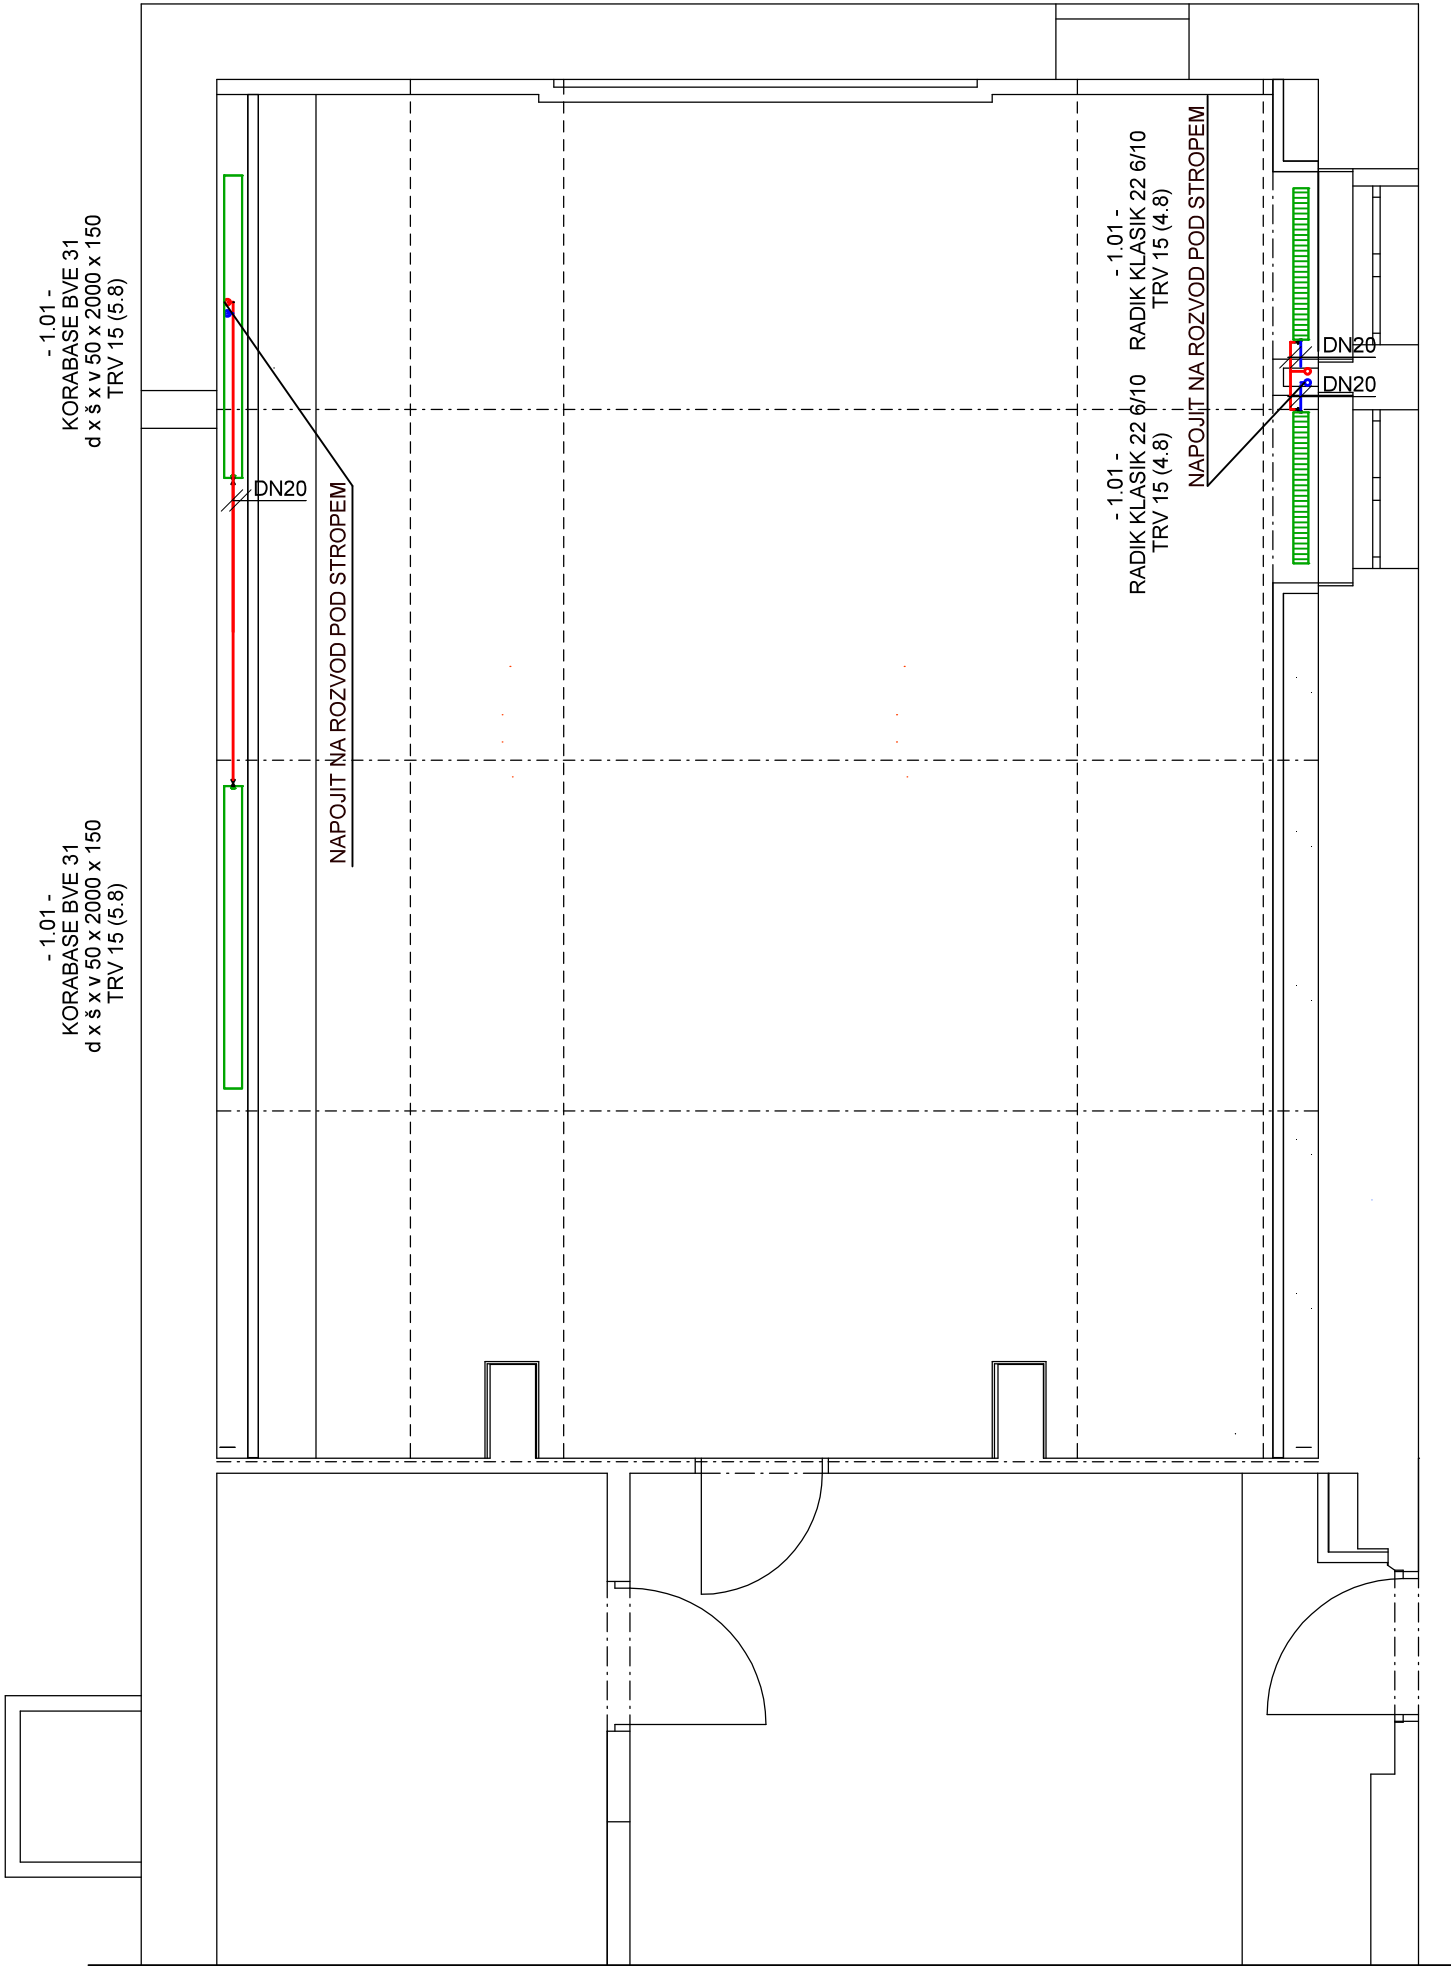 - 1.01 -
KORABASE BVE 31
d x š x v 50 x 2000 x 150
TRV 15 (5.8)
- 1.01 -
KORABASE BVE 31
d x š x v 50 x 2000 x 150
TRV 15 (5.8)
DN20
NAPOJIT NA ROZVOD POD STROPEM
- 1.01 -
RADIK KLASIK 22 6/10
TRV 15 (4.8)
- 1.01 -
RADIK KLASIK 22 6/10
TRV 15 (4.8)
NAPOJIT NA ROZVOD POD STROPEM
DN20
DN20